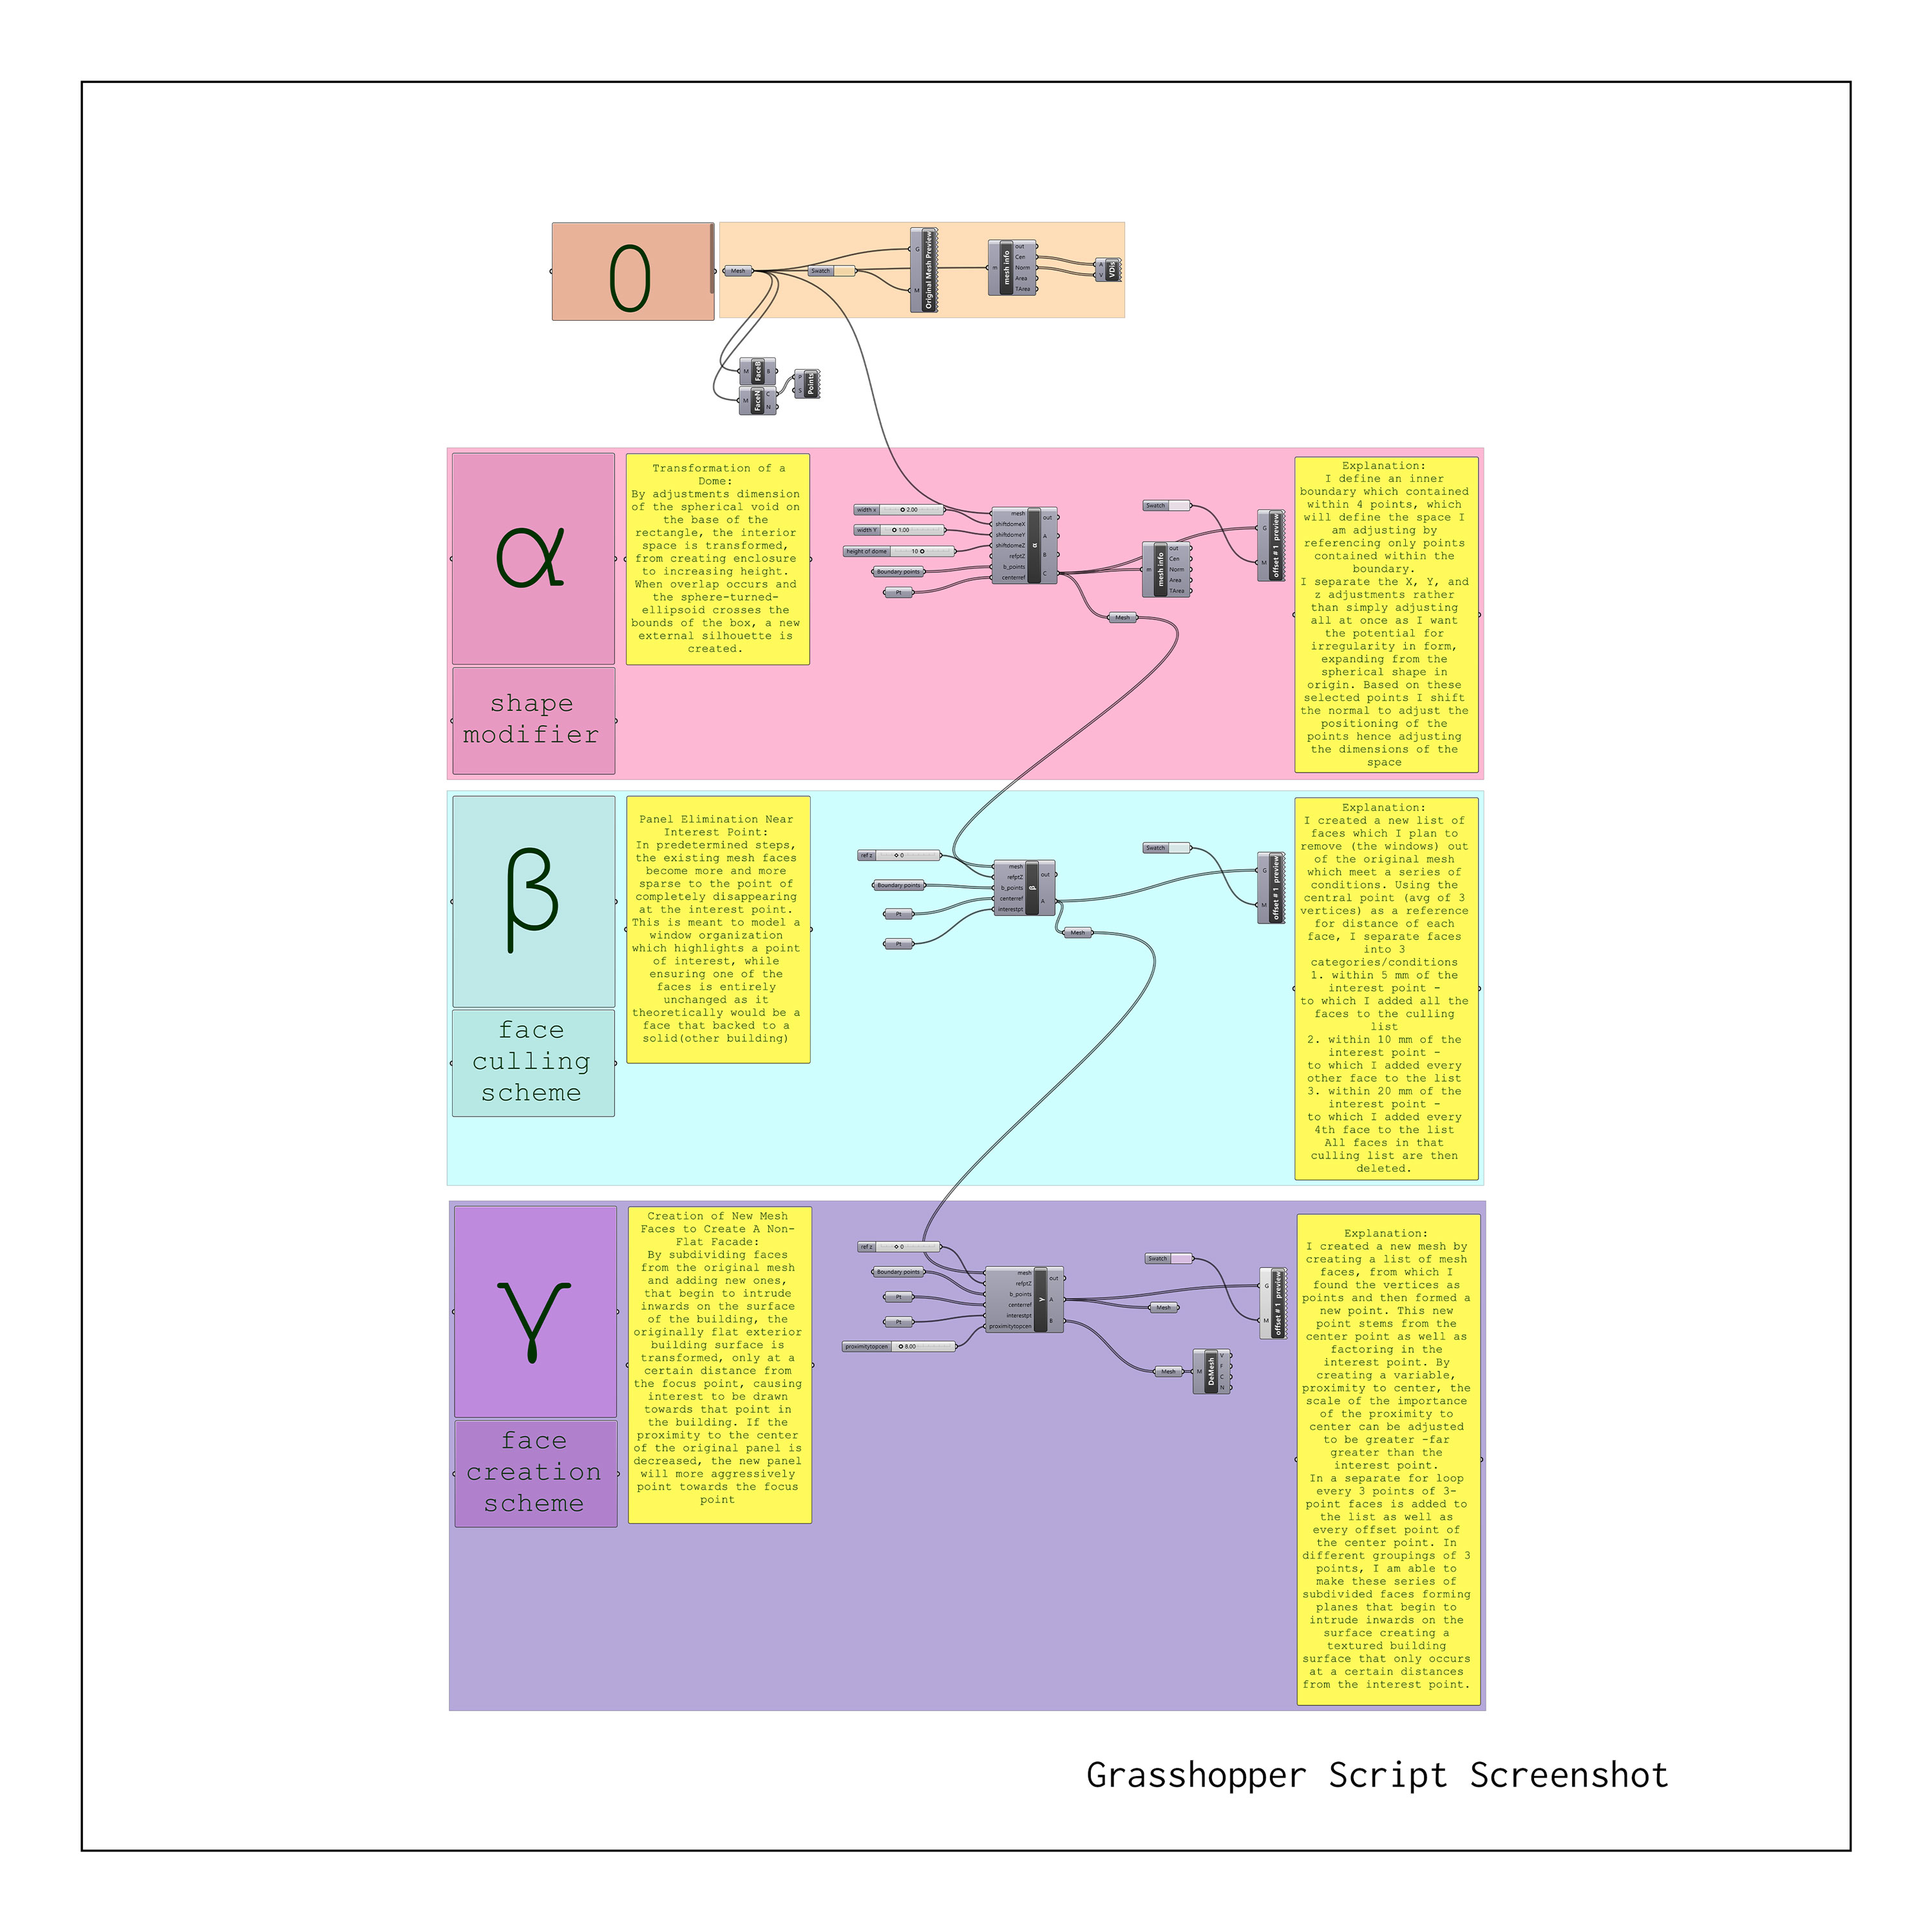 0
Mesh
Swatch
G
M
Original Mesh Preview
m
mesh info
out
Cen
Norm
Area
TArea
A
V
VDis
M
FaceB
B
M
FaceN
C
N
P
S
Points
α
shape
modifier
Transformation of a
Dome:
By adjustments dimension
of the spherical void on
the base of the
rectangle, the interior
space is transformed,
from creating enclosure
to increasing height.
When overlap occurs and
the sphere-turned-
ellipsoid crosses the
bounds of the box, a new
external silhouette is
created.
width x 2.00
width Y 1.00
height of dome 10
Boundary points
Pt
mesh
shiftdomeX
shiftdomeY
shiftdomeZ
refptZ
b_points
centerref
α
out
A
B
C
Swatch
m
mesh info
out
Cen
Norm
Area
TArea
Mesh
G
M
offset # 1 preview
Explanation:
I define an inner
boundary which contained
within 4 points, which
will define the space I
am adjusting by
referencing only points
contained within the
boundary.
I separate the X, Y, and
z adjustments rather
than simply adjusting
all at once as I want
the potential for
irregularity in form,
expanding from the
spherical shape in
origin. Based on these
selected points I shift
the normal to adjust the
positioning of the
points hence adjusting
the dimensions of the
space
β
face
culling
scheme
Panel Elimination Near
Interest Point:
In predetermined steps,
the existing mesh faces
become more and more
sparse to the point of
completely disappearing
at the interest point.
This is meant to model a
window organization
which highlights a point
of interest, while
ensuring one of the
faces is entirely
unchanged as it
theoretically would be a
face that backed to a
solid(other building)
ref z 0
Boundary points
Pt
Pt
mesh
refptZ
b_points
centerref
interestpt
β
out
A
Mesh
Swatch
G
M
offset # 1 preview
Explanation:
I created a new list of
faces which I plan to
remove (the windows) out
of the original mesh
which meet a series of
conditions. Using the
central point (avg of 3
vertices) as a reference
for distance of each
face, I separate faces
into 3
categories/conditions
1. within 5 mm of the
interest point -
to which I added all the
faces to the culling
list
2. within 10 mm of the
interest point -
to which I added every
other face to the list
3. within 20 mm of the
interest point -
to which I added every
4th face to the list
All faces in that
culling list are then
deleted.
γ
face
creation
scheme
Creation of New Mesh
Faces to Create A Non-
Flat Facade:
By subdividing faces
from the original mesh
and adding new ones,
that begin to intrude
inwards on the surface
of the building, the
originally flat exterior
building surface is
transformed, only at a
certain distance from
the focus point, causing
interest to be drawn
towards that point in
the building. If the
proximity to the center
of the original panel is
decreased, the new panel
will more aggressively
point towards the focus
point
ref z 0
Boundary points
Pt
Pt
proximitytopcen 8.00
mesh
refptZ
b_points
centerref
interestpt
proximitytopcen
γ
out
A
B
Swatch
Mesh
Mesh
M
DeMesh
V
F
C
N
G
M
offset # 1 preview
Explanation:
I created a new mesh by
creating a list of mesh
faces, from which I
found the vertices as
points and then formed a
new point. This new
point stems from the
center point as well as
factoring in the
interest point. By
creating a variable,
proximity to center, the
scale of the importance
of the proximity to
center can be adjusted
to be greater -far
greater than the
interest point.
In a separate for loop
every 3 points of 3-
point faces is added to
the list as well as
every offset point of
the center point. In
different groupings of 3
points, I am able to
make these series of
subdivided faces forming
planes that begin to
intrude inwards on the
surface creating a
textured building
surface that only occurs
at a certain distances
from the interest point.
Grasshopper Script Screenshot